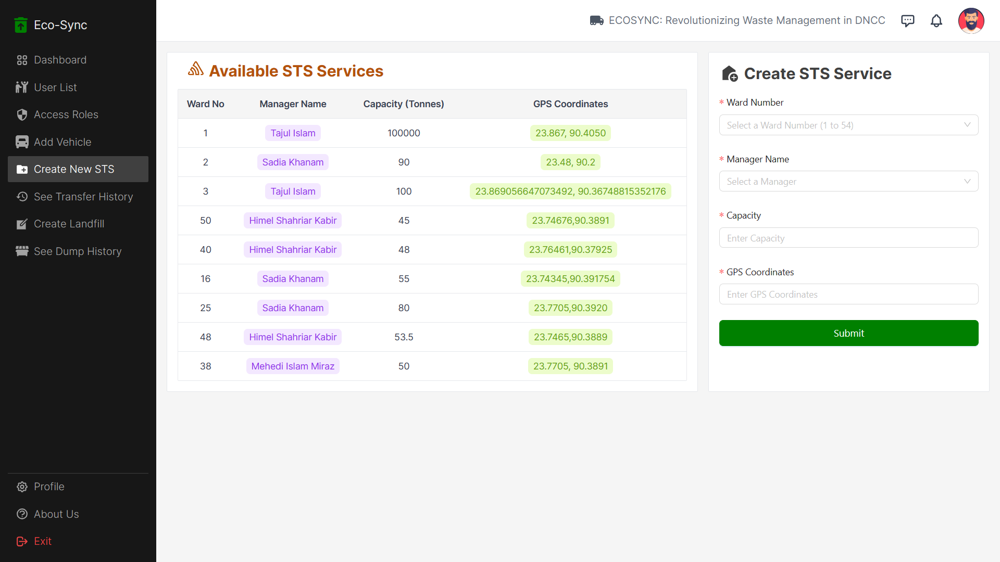 Eco-Sync
Dashboard
User List
Access Roles
Add Vehicle
Create New STS
See Transfer History
Create Landfill
See Dump History
Profile
About Us
Exit
ECOSYNC: Revolutionizing Waste Management in DNCC
Available STS Services
Ward No Manager Name Capacity (Tonnes) GPS Coordinates
1 Tajul Islam 100000 23.867, 90.4050
2 Sadia Khanam 90 23.48, 90.2
3 Tajul Islam 100 23.869056647073492, 90.36748815352176
50 Himel Shahriar Kabir 45 23.74676,90.3891
40 Himel Shahriar Kabir 48 23.76461,90.37925
16 Sadia Khanam 55 23.74345,90.391754
25 Sadia Khanam 80 23.7705,90.3920
48 Himel Shahriar Kabir 53.5 23.7465,90.3889
38 Mehedi Islam Miraz 50 23.7705, 90.3891
Create STS Service
* Ward Number
Select a Ward Number (1 to 54)
* Manager Name
Select a Manager
* Capacity
Enter Capacity
* GPS Coordinates
Enter GPS Coordinates
Submit